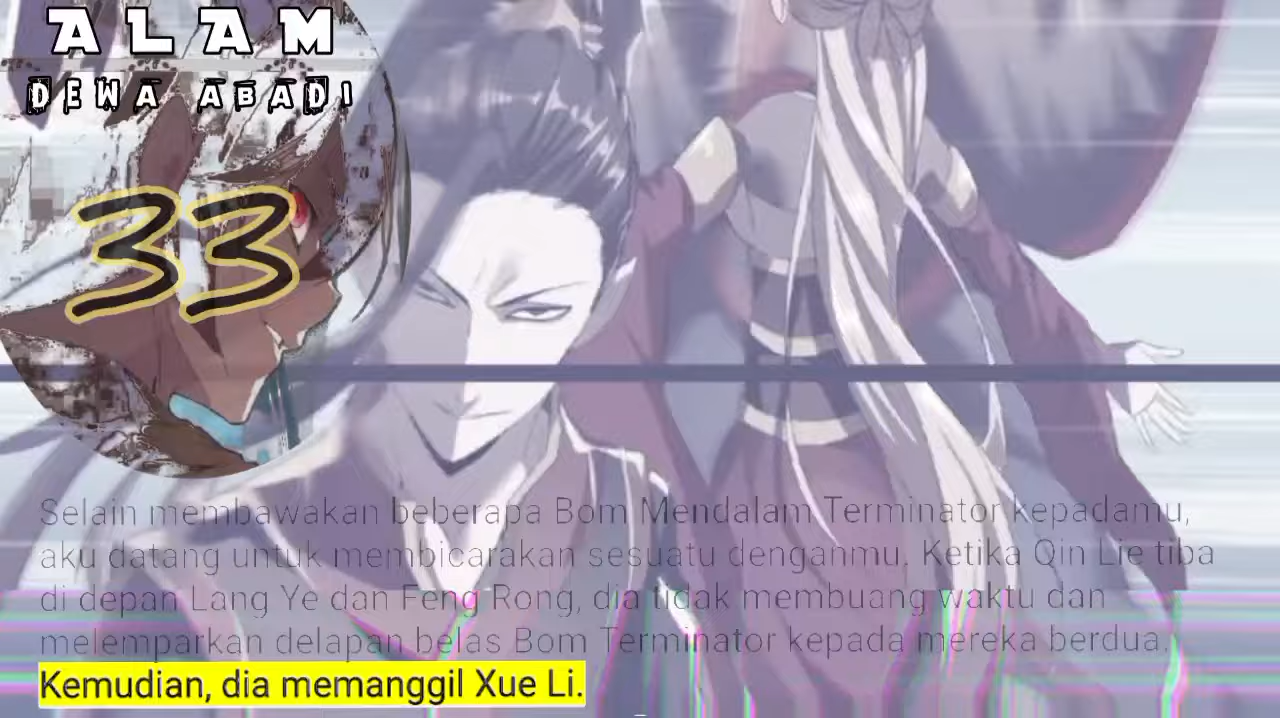 ALAM
DEWA ABADI
33
Selain membawakan beberapa Bom Mendalam Terminator kepadamu,
aku datang untuk membicarakan sesuatu denganmu. Ketika Qin Lie tiba
di depan Lang Ye dan Feng Rong, dia tidak membuang waktu dan
melemparkan delapan belas Bom Terminator kepada mereka berdua.
Kemudian, dia memanggil Xue Li.